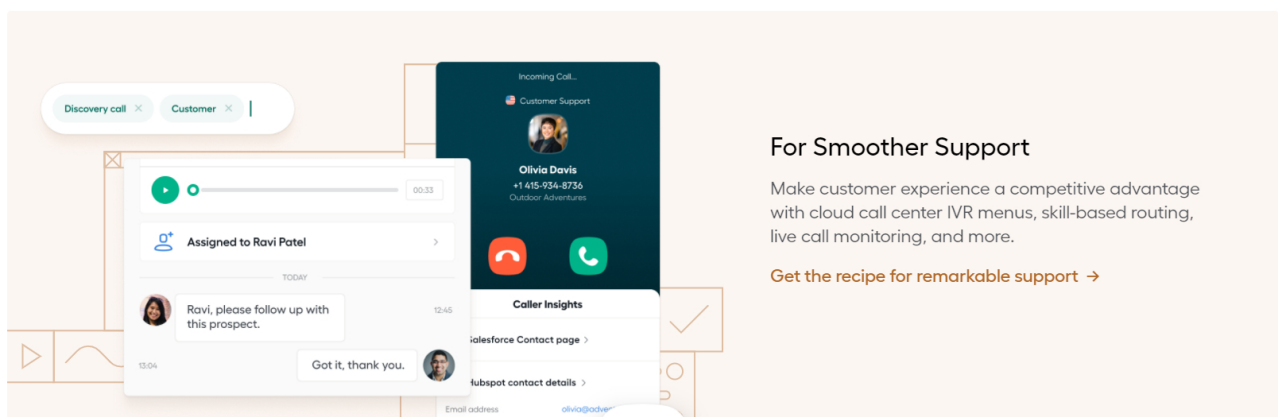 Discovery call
Customer
00:33
Assigned to Ravi Patel
TODAY
Ravi, please follow up with
this prospect.
12:45
13:04
Got it, thank you.
Incoming Call...
Customer Support
Olivia Davis
+1 415-934-8736
Outdoor Adventures
Caller Insights
Contact page
contact details
Email address
For Smoother Support
Make customer experience a competitive advantage
with cloud call center IVR menus, skill-based routing,
live call monitoring, and more.
Get the recipe for remarkable support →